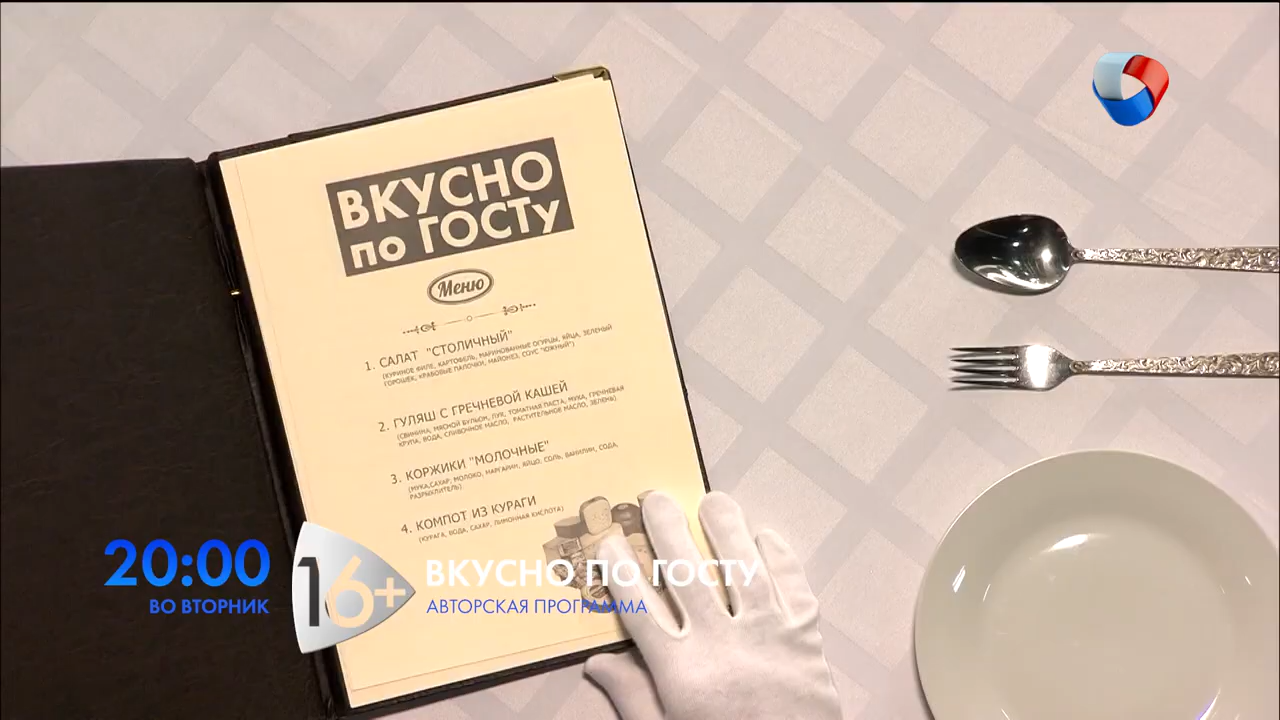 ВКУСНО
по ГОСТу
Меню
1. САЛАТ "СТОЛИЧНЫЙ"
(КУРИНОЕ ФИЛЕ, КАРТОФЕЛЬ, МАРИНОВАННЫЕ ОГУРЦЫ, ЯЙЦА, ЗЕЛЕНЫЙ
ГОРОШЕК, КРАБОВЫЕ ПАЛОЧКИ, МАЙОНЕЗ, СОУС "ЮЖНЫЙ")
2. ГУЛЯШ С ГРЕЧНЕВОЙ КАШЕЙ
(СВИНИНА, МЯСНОЙ БУЛЬОН, ЛУК, ТОМАТНАЯ ПАСТА, МУКА, ГРЕЧНЕВАЯ
КРУПА, ВОДА, СЛИВОЧНОЕ МАСЛО, РАСТИТЕЛЬНОЕ МАСЛО, ЗЕЛЕНЬ)
3. КОРЖИКИ "МОЛОЧНЫЕ"
(МУКА,САХАР, МОЛОКО, МАРГАРИН, ЯЙЦО, СОЛЬ, ВАНИЛИН, СОДА,
РАЗРЫХЛИТЕЛЬ)
4. КОМПОТ ИЗ КУРАГИ
(КУРАГА, ВОДА, САХАР, ЛИМОННАЯ КИСЛОТА)
20:00
ВО ВТОРНИК
16+
ВКУСНО ПО ГОСТУ
АВТОРСКАЯ ПРОГРАММА